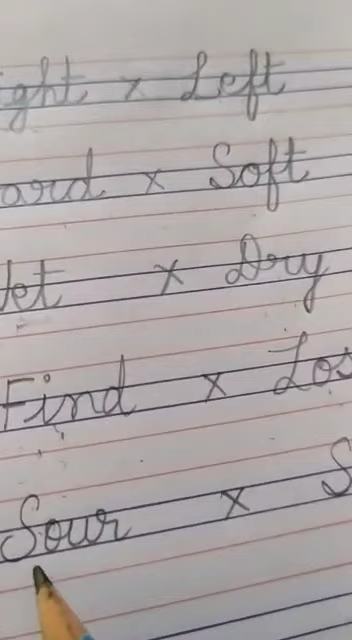 ght x Left
ard x Soft
et x Dry
Find x Los
Sour x S